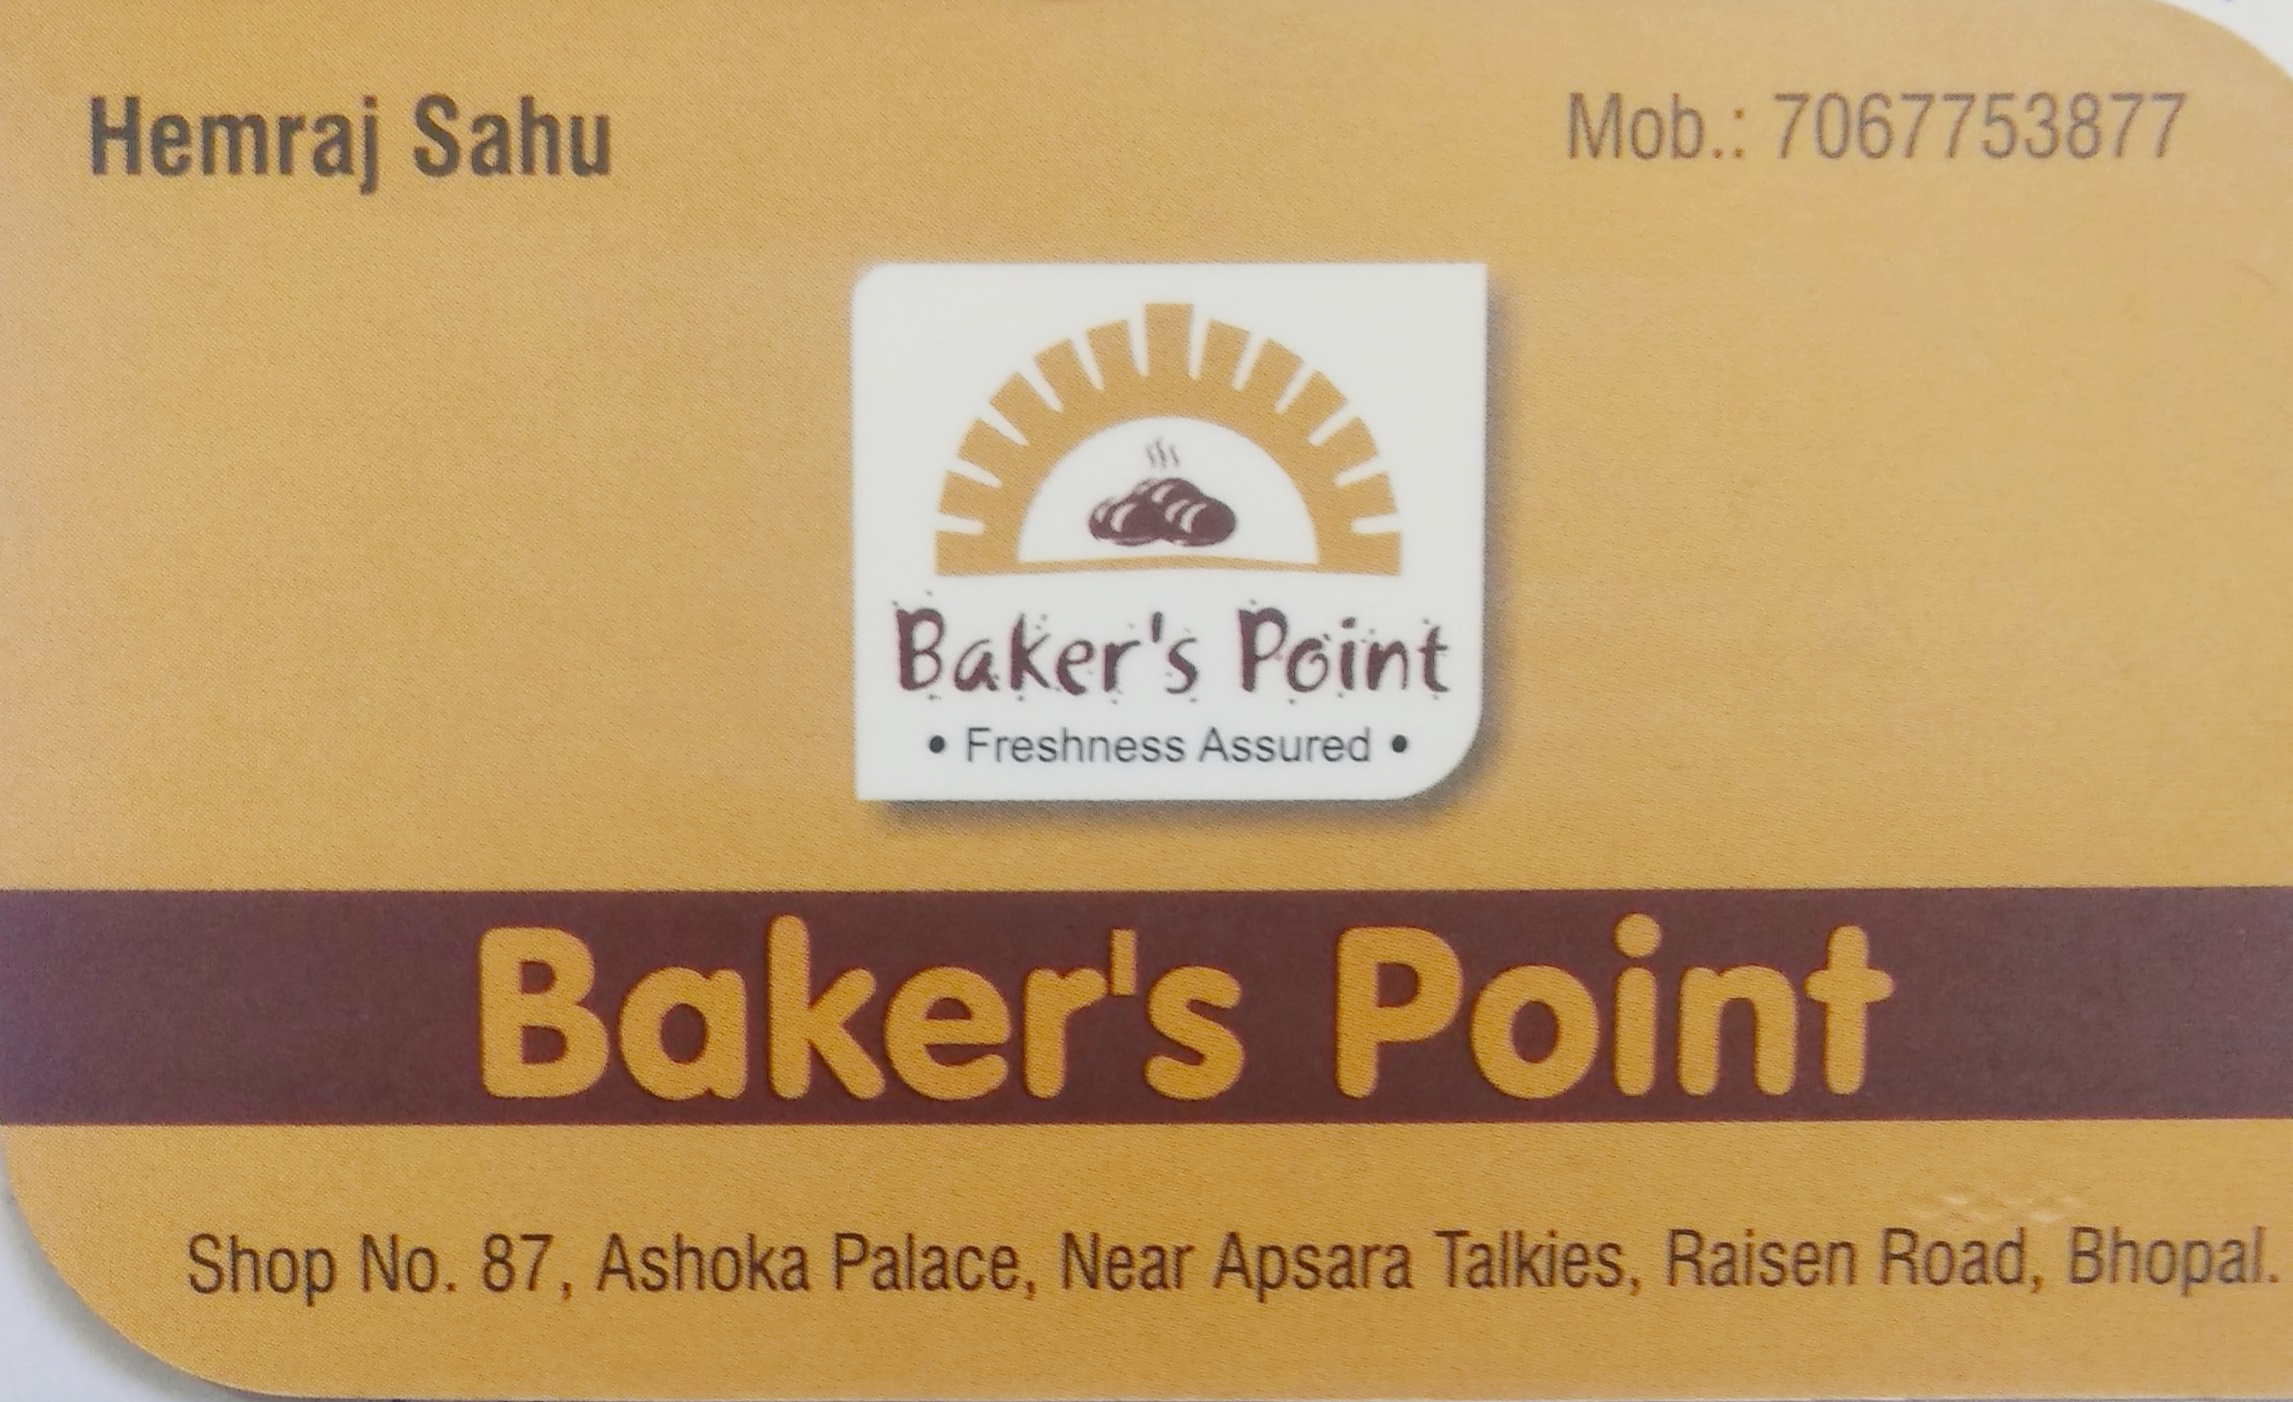 Hemraj Sahu
Mob.: 7067753877
Baker's Point
• Freshness Assured •
Baker's Point
Shop No. 87, Ashoka Palace, Near Apsara Talkies, Raisen Road, Bhopal.